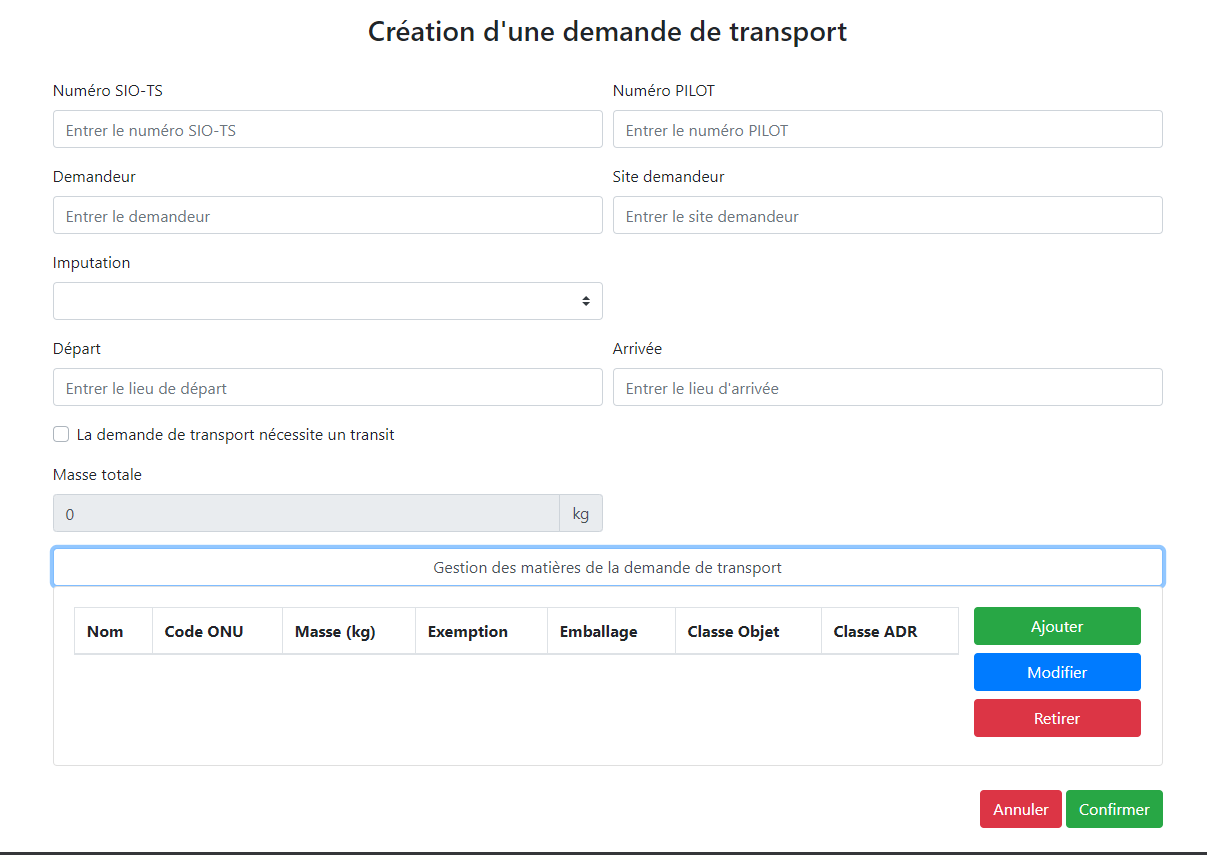 Création d'une demande de transport
Numéro SIO-TS Numéro PILOT
Entrer le numéro SIO-TS Entrer le numéro PILOT
Demandeur Site demandeur
Entrer le demandeur Entrer le site demandeur
Imputation
Départ Arrivée
Entrer le lieu de départ Entrer le lieu d'arrivée
La demande de transport nécessite un transit
Masse totale
0 kg
Gestion des matières de la demande de transport
Nom Code ONU Masse (kg) Exemption Emballage Classe Objet Classe ADR Ajouter
Modifier
Retirer
Annuler Confirmer